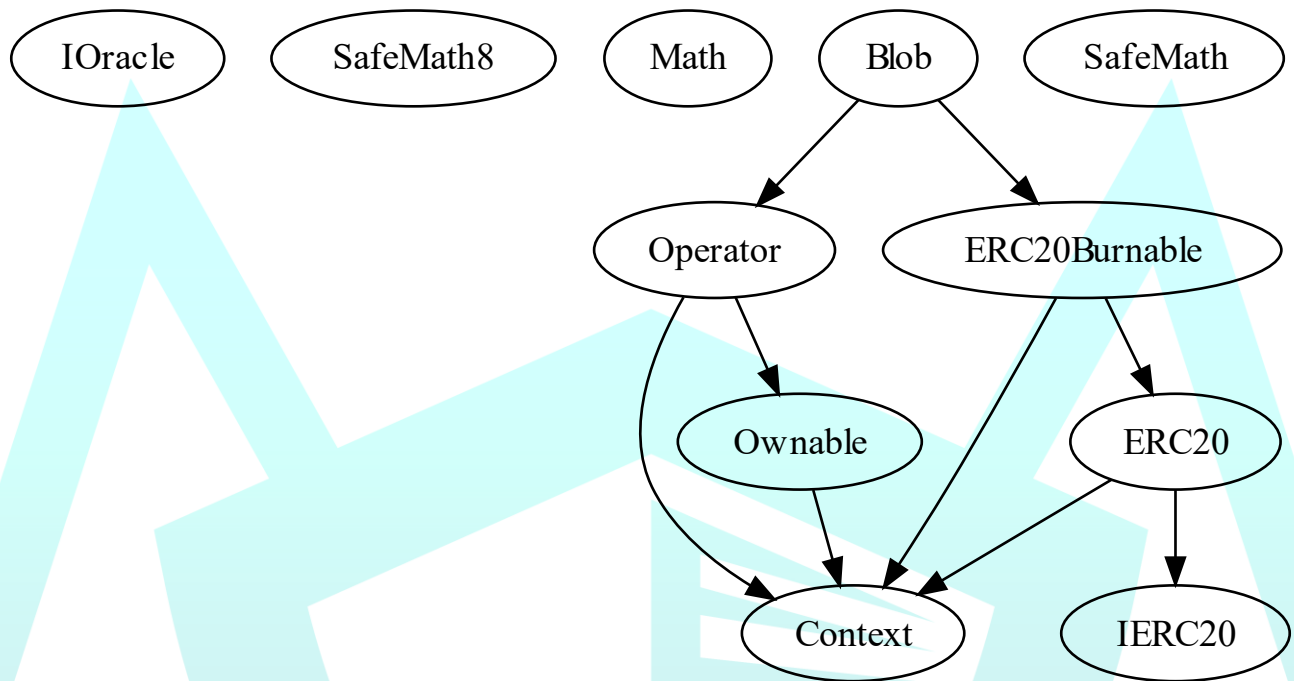 IOracle SafeMath8 Math Blob SafeMath
Operator ERC20Burnable
Ownable ERC20
Context IERC20